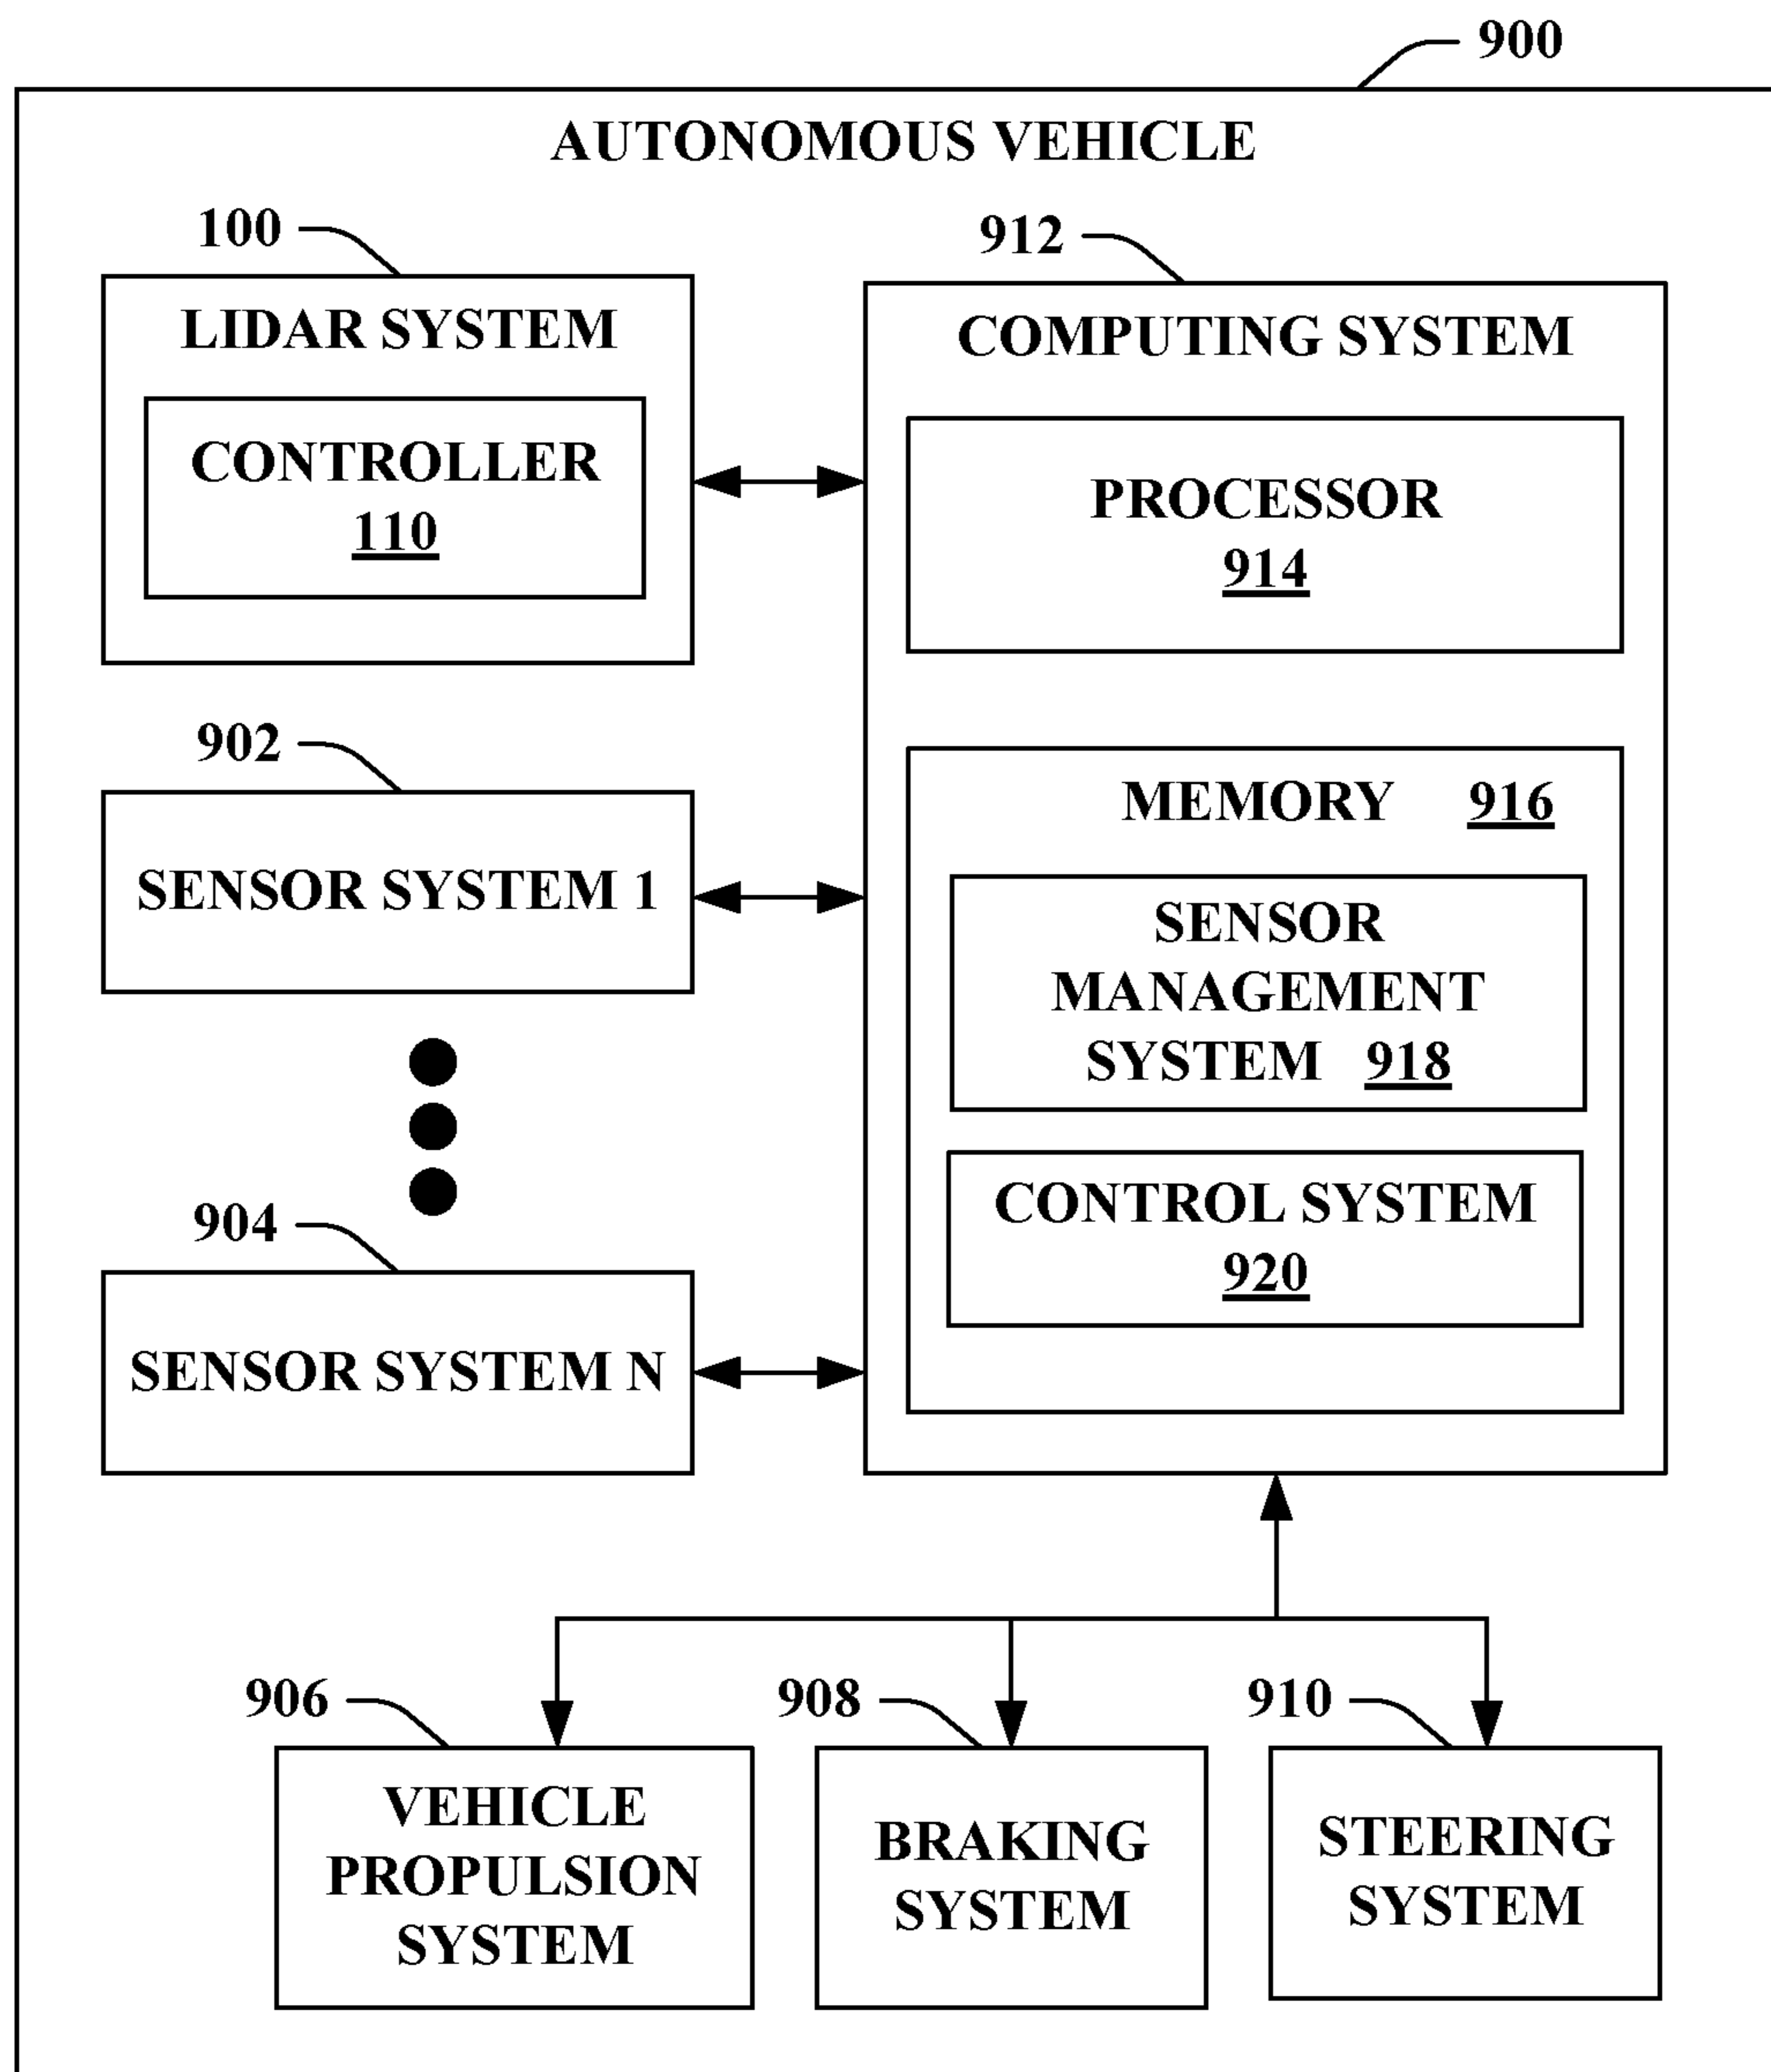 900
AUTONOMOUS VEHICLE
100
LIDAR SYSTEM
CONTROLLER
110
912
COMPUTING SYSTEM
PROCESSOR
914
902
SENSOR SYSTEM 1
MEMORY 916
SENSOR
MANAGEMENT
SYSTEM 918
CONTROL SYSTEM
920
904
SENSOR SYSTEM N
906
VEHICLE
PROPULSION
SYSTEM
908
BRAKING
SYSTEM
910
STEERING
SYSTEM